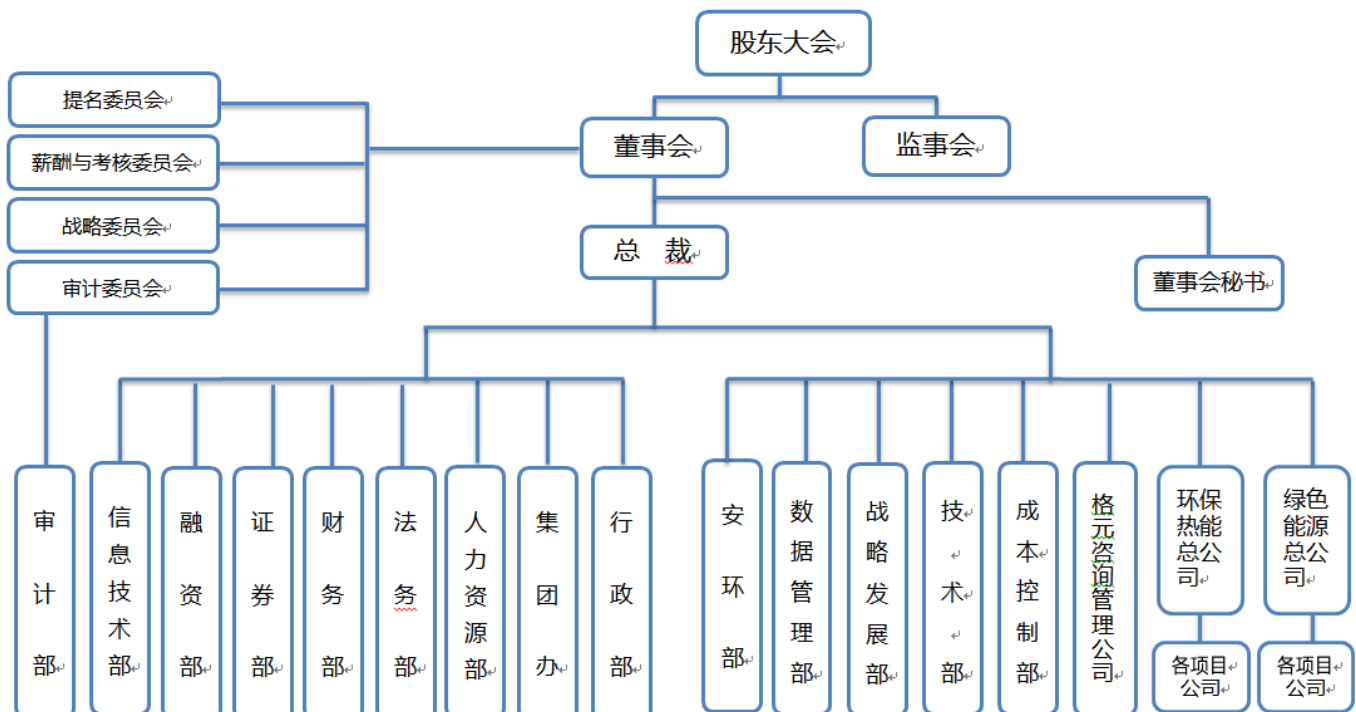 股东大会
提名委员会
董事会
监事会
薪酬与考核委员会
战略委员会
总 裁
董事会秘书
审计委员会
审计部
信息技术部
融资部
证券部
财务部
法务部
人力资源部
集团办
行政部
安环部
数据管理部
战略发展部
技术部
成本控制部
格元咨询管理公司
环保
热能
总公
司
绿色
能源
总公
司
各项目
公司
各项目
公司